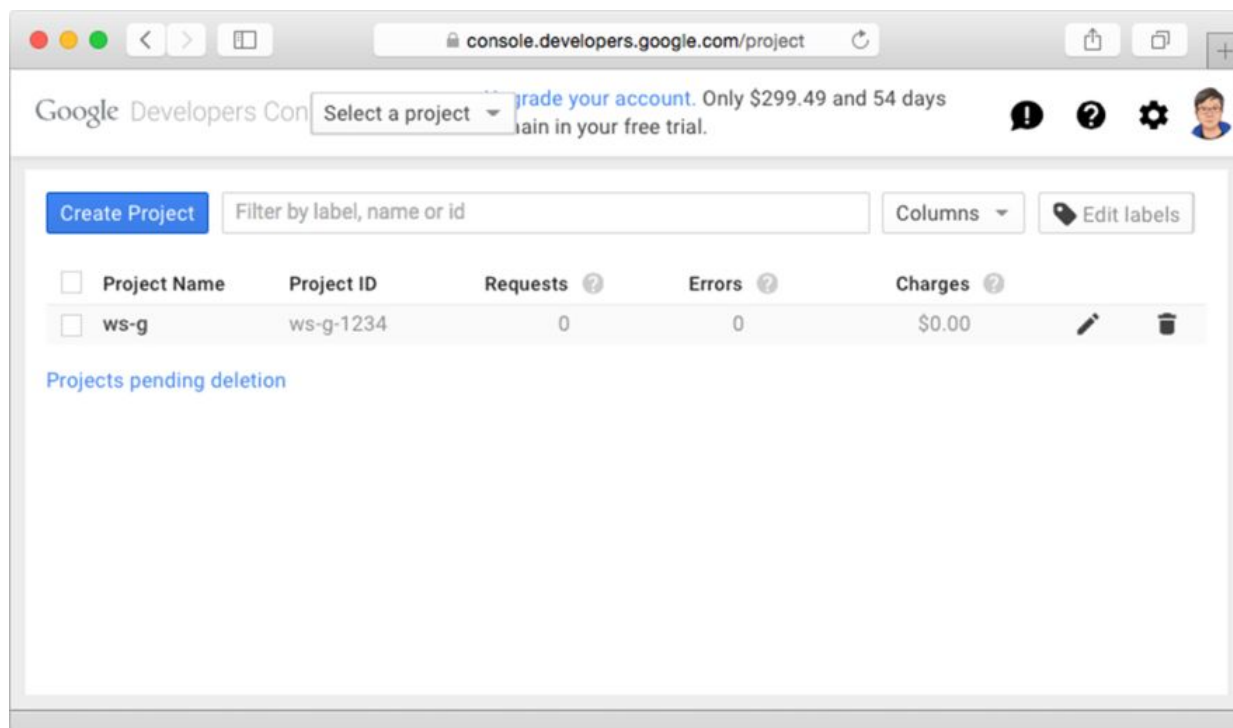 console.developers.google.com/project
Google Developers Con
Select a project
grade your account. Only $299.49 and 54 days
ain in your free trial.
Create Project
Filter by label, name or id
Columns
Edit labels
Project Name Project ID Requests ? Errors ? Charges ?
ws-g ws-g-1234 0 0 $0.00
Projects pending deletion